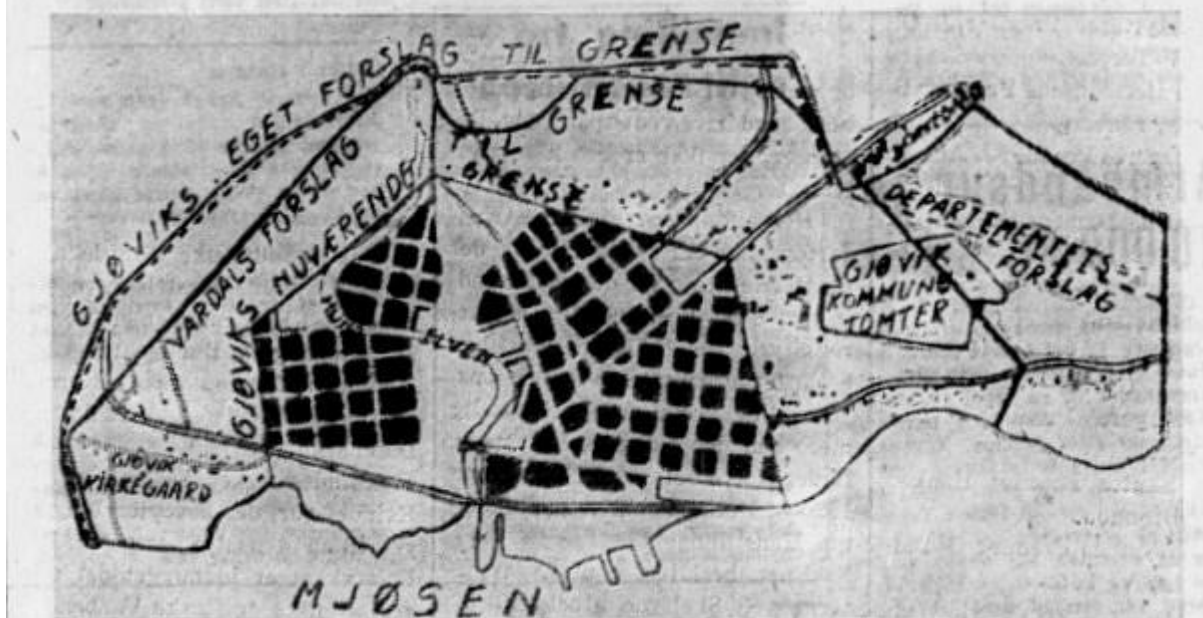 GJØVIKS EGET FORSLAG TIL GRENSE
VARDALS FORSLAG TIL GRENSE
GJØVIKS NUVÆRENDE GRENSE
DEPARTEMENTETS
FORSLAG
GJØVIK
KOMMUNE
TOMTER
ELVEN
GJØVIK
KIRKEGAARD
MJØSEN